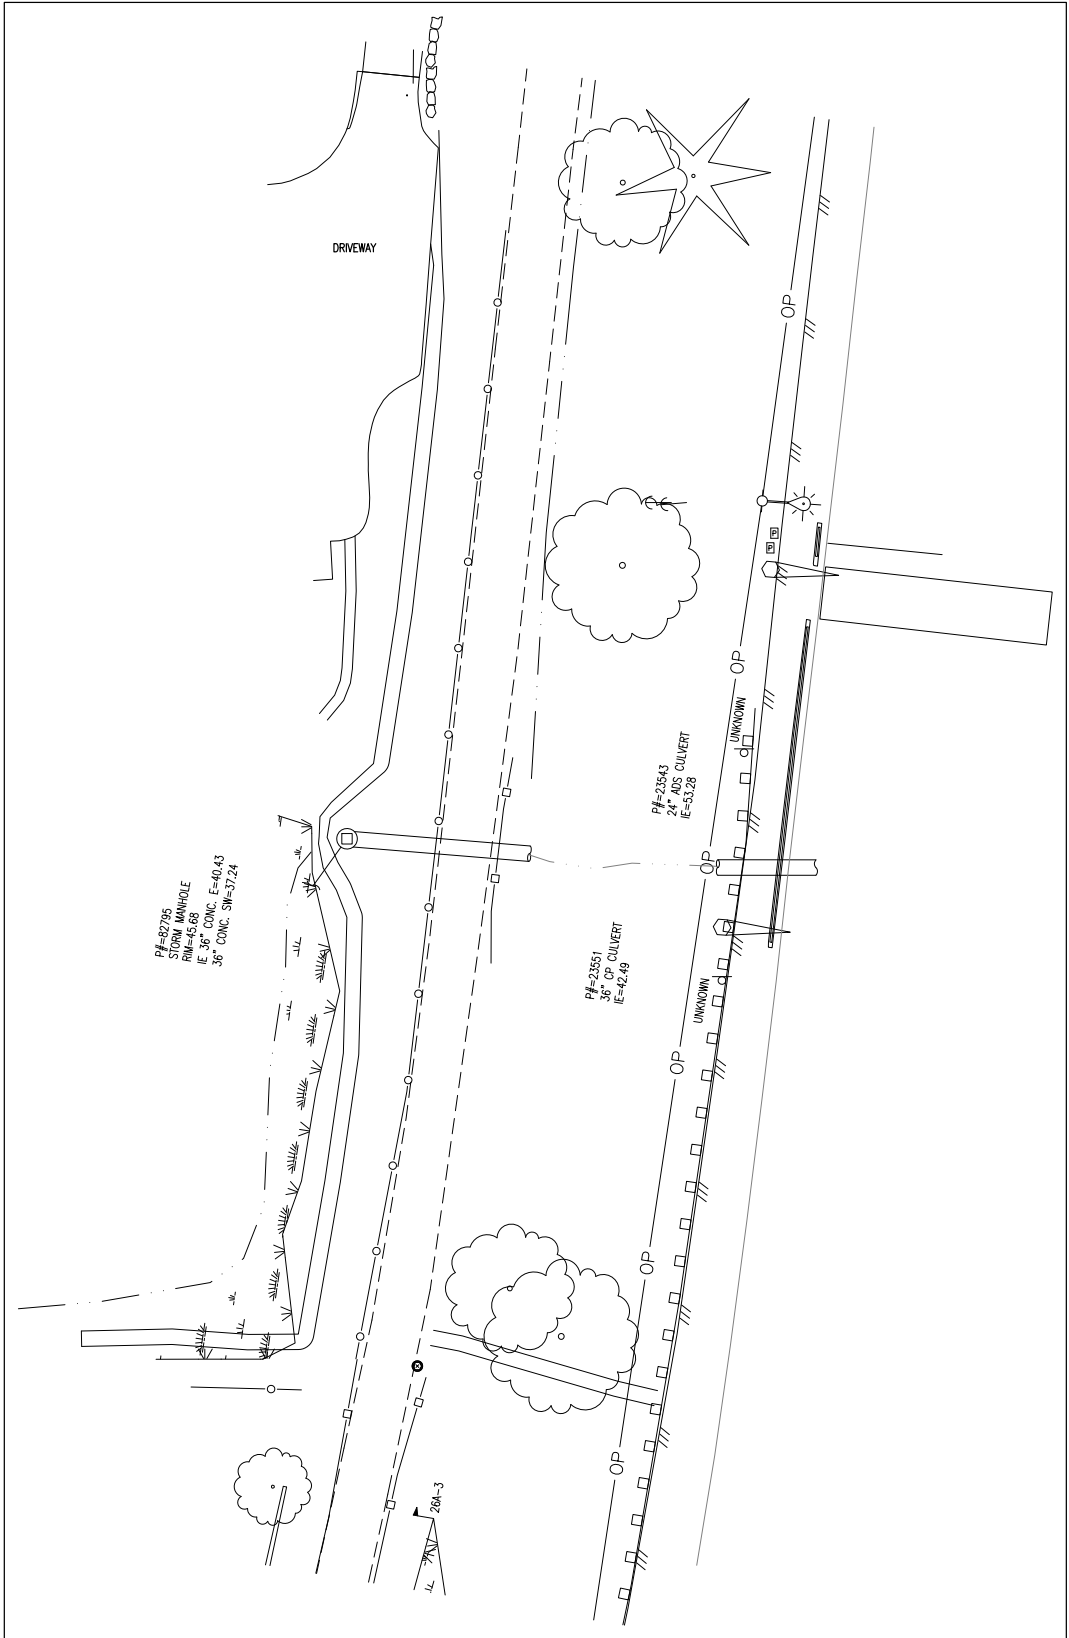 DRIVEWAY
OP
P
P
OP
UNKNOWN
P#=23543
24" ADS CULVERT
IE=53.28
OP
P#=82795
STORM MANHOLE
RIM=45.68
IE 36" CONC. E=40.43
36" CONC. SW=37.24
P#=23551
36" CP CULVERT
IE=42.49
UNKNOWN
OP
OP
OP
26A-3